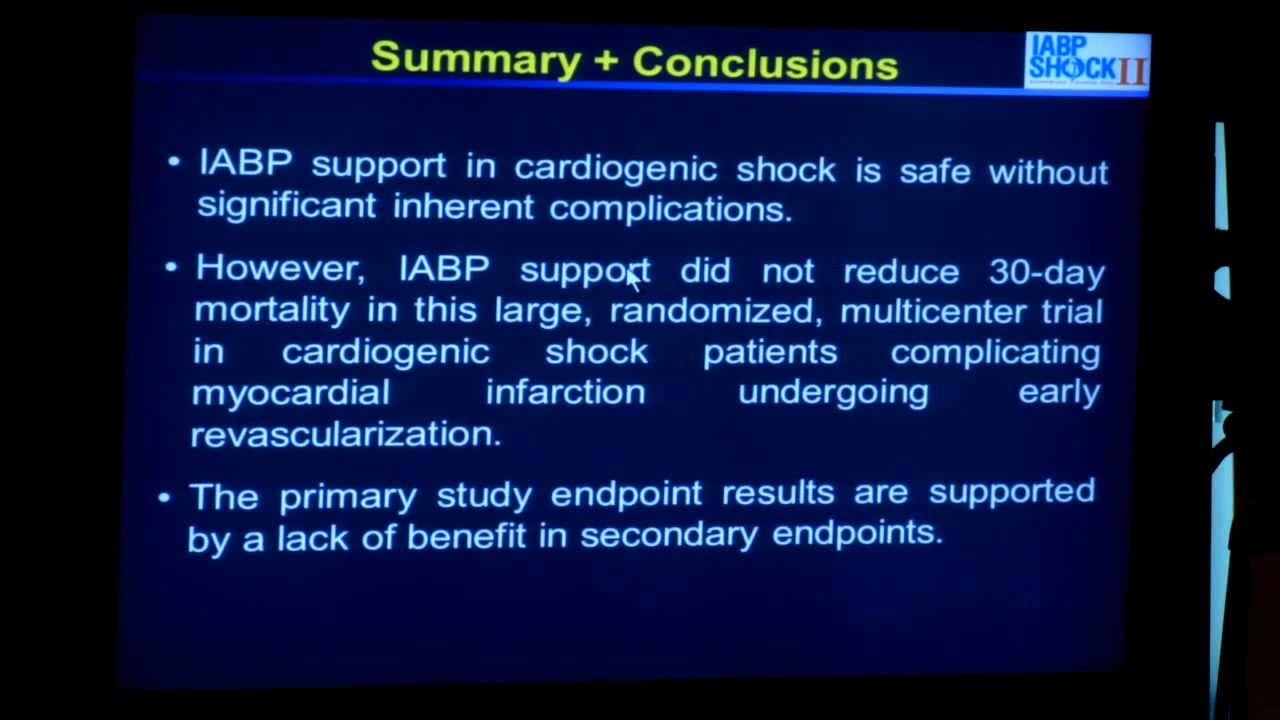 Summary + Conclusions
IABP
SHOCK II
• IABP support in cardiogenic shock is safe without
significant inherent complications.
• However, IABP support did not reduce 30-day
mortality in this large, randomized, multicenter trial
in cardiogenic shock patients complicating
myocardial infarction undergoing early
revascularization.
• The primary study endpoint results are supported
by a lack of benefit in secondary endpoints.